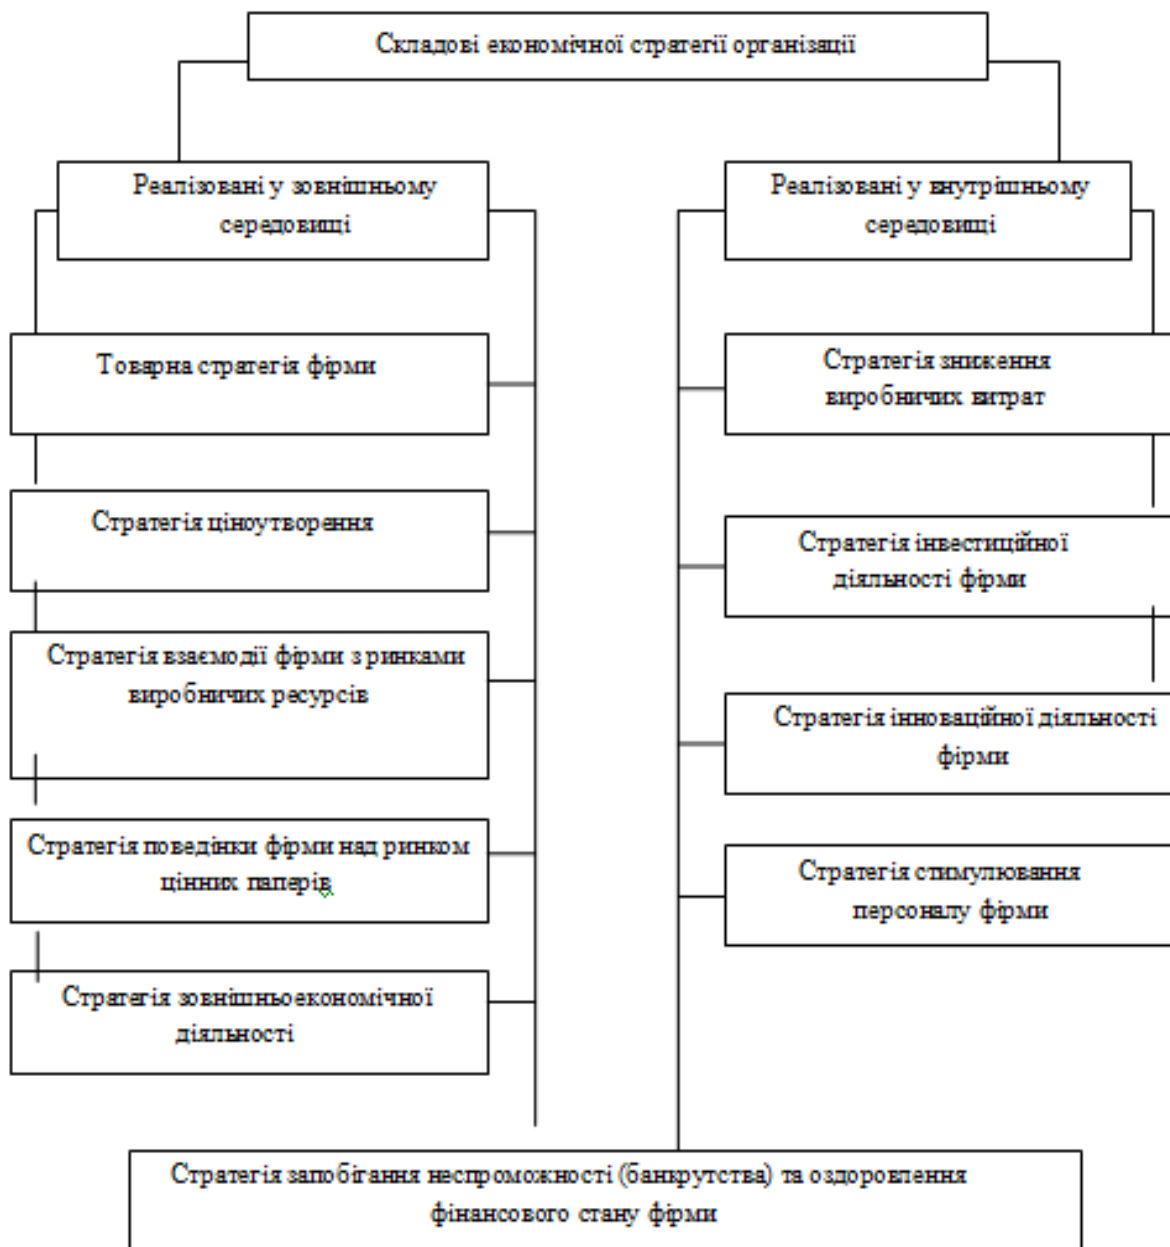 Складові економічної стратегії організації
Реалізовані у зовнішньому
середовищі
Реалізовані у внутрішньому
середовищі
Товарна стратегія фірми
Стратегія ціноутворення
Стратегія взаємодії фірми з ринками
виробничих ресурсів
Стратегія поведінки фірми над ринком
цінних паперів
Стратегія зовнішньоекономічної
діяльності
Стратегія зниження
виробничих витрат
Стратегія інвестиційної
діяльності фірми
Стратегія інноваційної діяльності
фірми
Стратегія стимулювання
персоналу фірми
Стратегія запобігання неспроможності (банкрутства) та оздоровлення
фінансового стану фірми